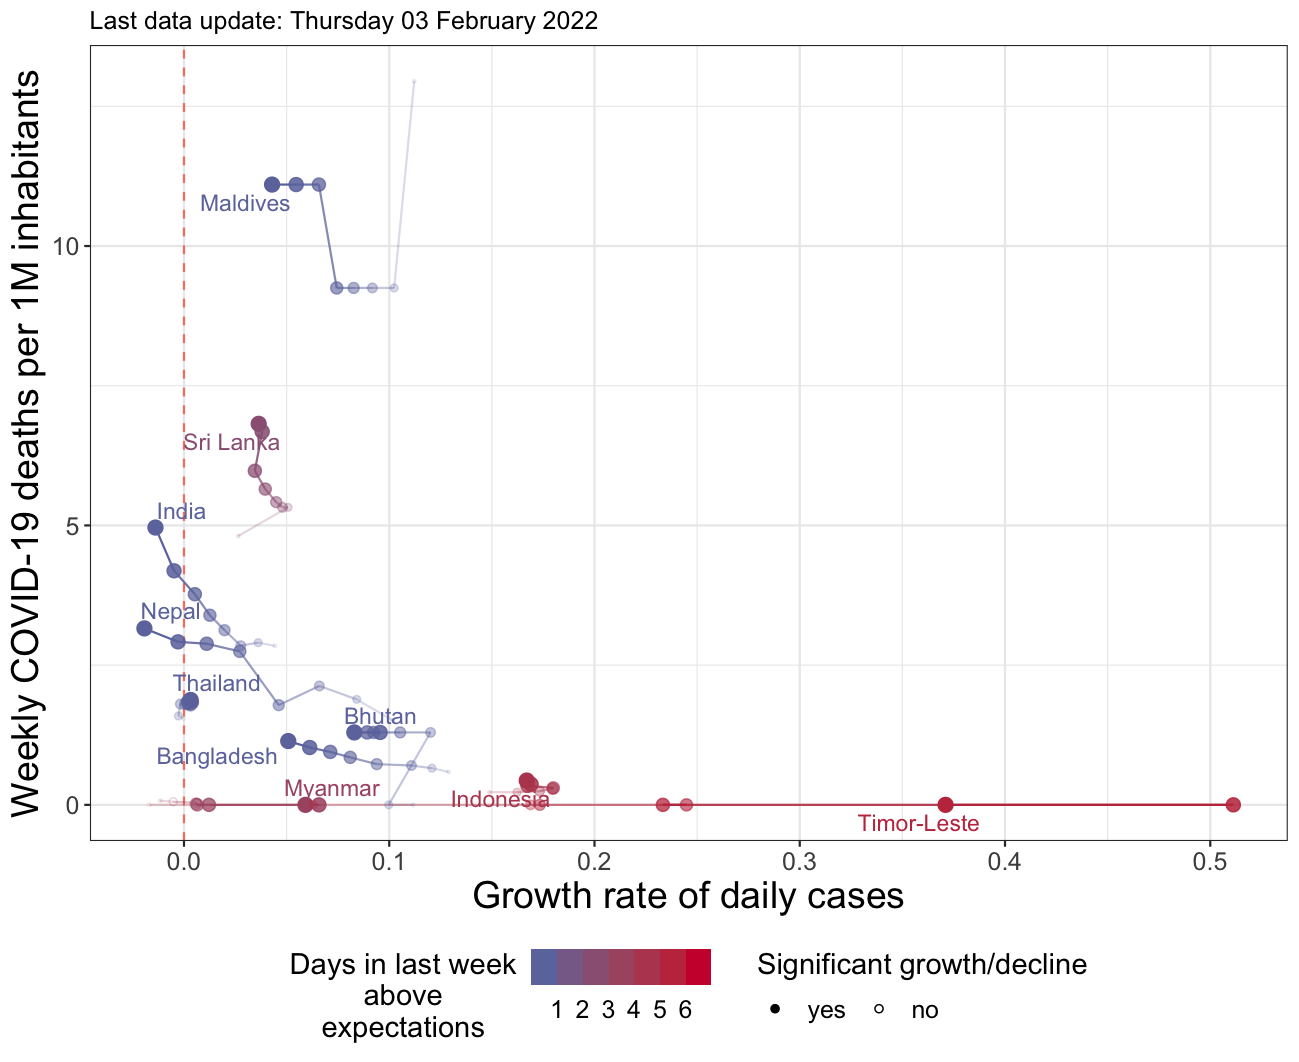 Last data update: Thursday 03 February 2022
Weekly COVID-19 deaths per 1M inhabitants
10
5
0
Maldives
Sri Lanka
India
Nepal
Thailand
Bhutan
Bangladesh
Myanmar
Indonesia
Timor-Leste
0.0 0.1 0.2 0.3 0.4 0.5
Growth rate of daily cases
Days in last week
above
expectations
1 2 3 4 5 6
Significant growth/decline
yes no